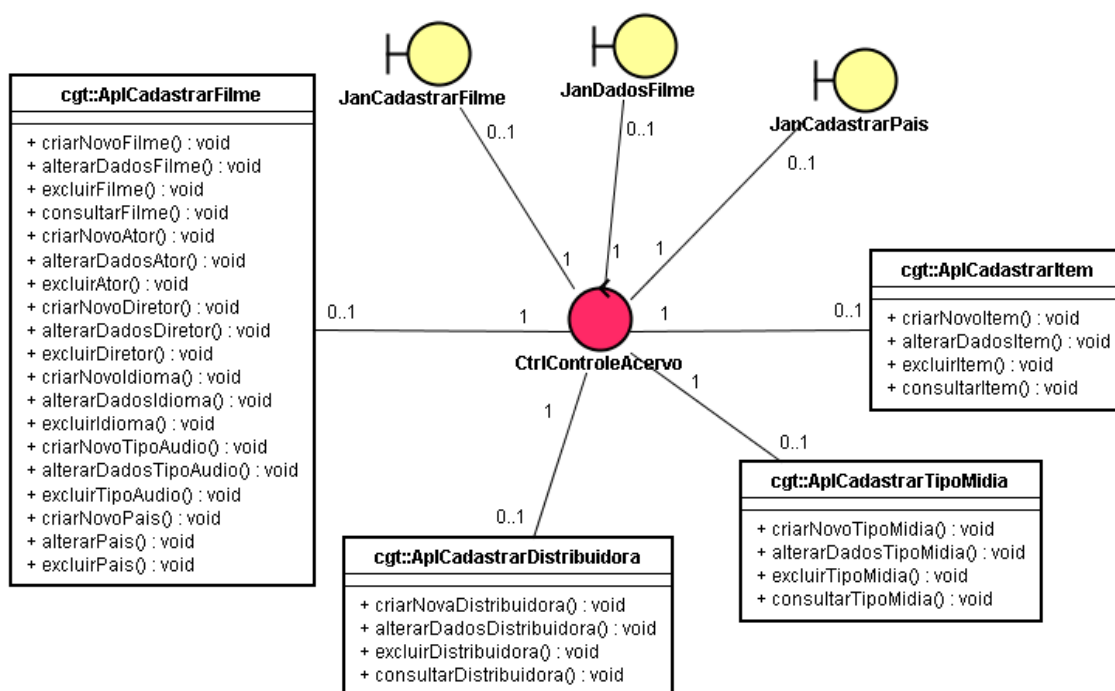 JanCadastrarFilme
JanDadosFilme
JanCadastrarPais
0..1
0..1
0..1
cgt::AplCadastrarFilme
+ criarNovoFilme() : void
+ alterarDadosFilme() : void
+ excluirFilme() : void
+ consultarFilme() : void
+ criarNovoAtor() : void
+ alterarDadosAtor() : void
+ excluirAtor() : void
+ criarNovoDiretor() : void
+ alterarDadosDiretor() : void
+ excluirDiretor() : void
+ criarNovoIdioma() : void
+ alterarDadosIdioma() : void
+ excluirIdioma() : void
+ criarNovoTipoAudio() : void
+ alterarDadosTipoAudio() : void
+ excluirTipoAudio() : void
+ criarNovoPais() : void
+ alterarPais() : void
+ excluirPais() : void
1
1
1
0..1
1
1
0..1
CtrlControleAcervo
1
1
0..1
0..1
cgt::AplCadastrarItem
+ criarNovoItem() : void
+ alterarDadosItem() : void
+ excluirItem() : void
+ consultarItem() : void
cgt::AplCadastrarTipoMidia
+ criarNovoTipoMidia() : void
+ alterarDadosTipoMidia() : void
+ excluirTipoMidia() : void
+ consultarTipoMidia() : void
cgt::AplCadastrarDistribuidora
+ criarNovaDistribuidora() : void
+ alterarDadosDistribuidora() : void
+ excluirDistribuidora() : void
+ consultarDistribuidora() : void